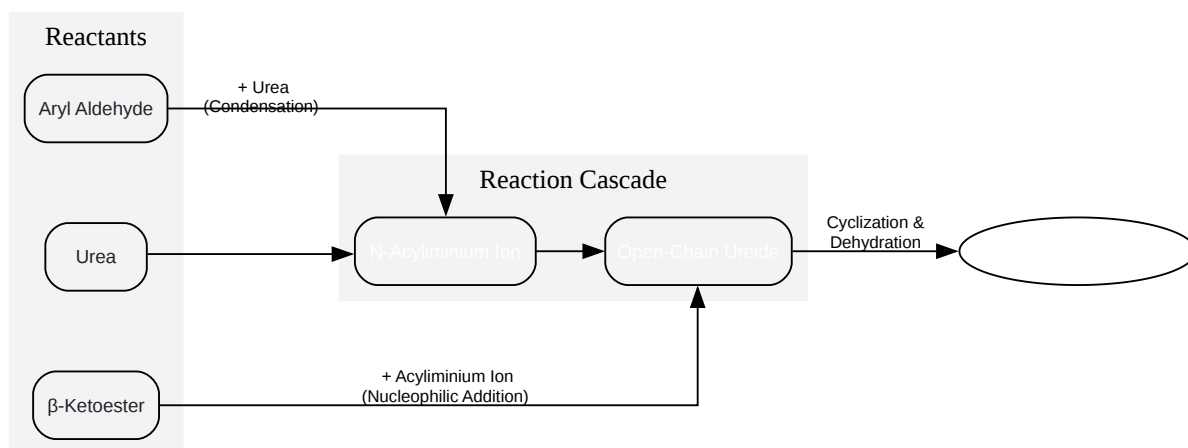 Reactants
Aryl Aldehyde
+ Urea
(Condensation)
Reaction Cascade
Urea
N-Acyliminium Ion
Open-Chain Ureide
Cyclization &
Dehydration
β-Ketoester
+ Acyliminium Ion
(Nucleophilic Addition)